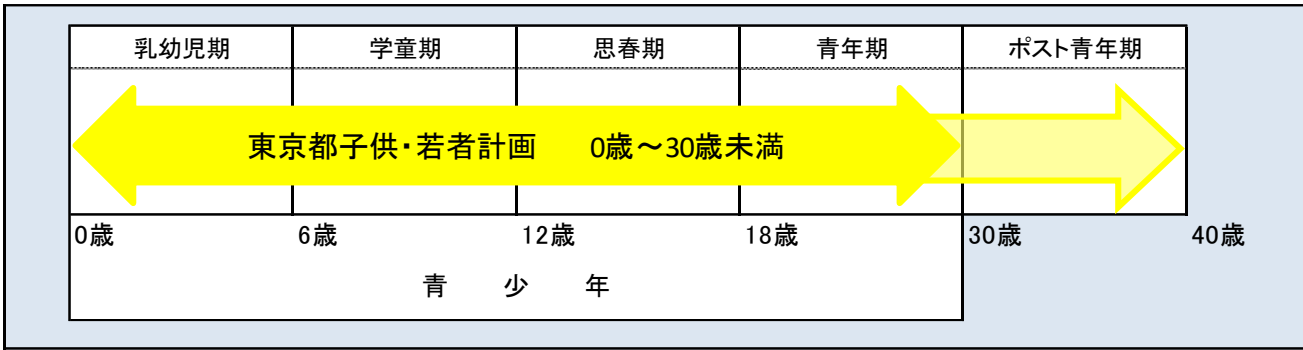 乳幼児期 学童期 思春期 青年期 ポスト青年期
東京都子供・若者計画 0歳～30歳未満
0歳 6歳 12歳 18歳 30歳 40歳
青 少 年